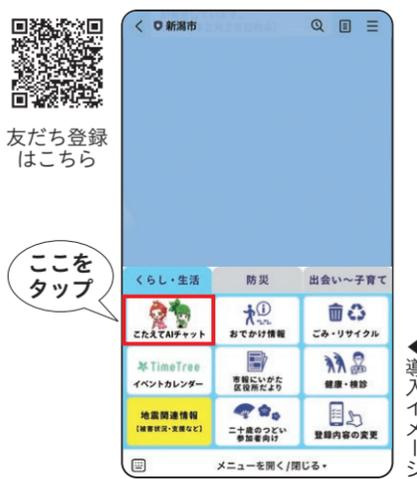 友だち登録
はこちら
新潟市
ここを
タップ
くらし・生活
防災
出会い〜子育て
こたえてAIチャット
おでかけ情報
ごみ・リサイクル
TimeTree
イベントカレンダー
市報にいがた
区役所だより
健康・検診
地震関連情報
【被害状況・支援など】
二十歳のつどい
参加者向け
登録内容の変更
メニューを開く/閉じる▾
◀導入イメージ